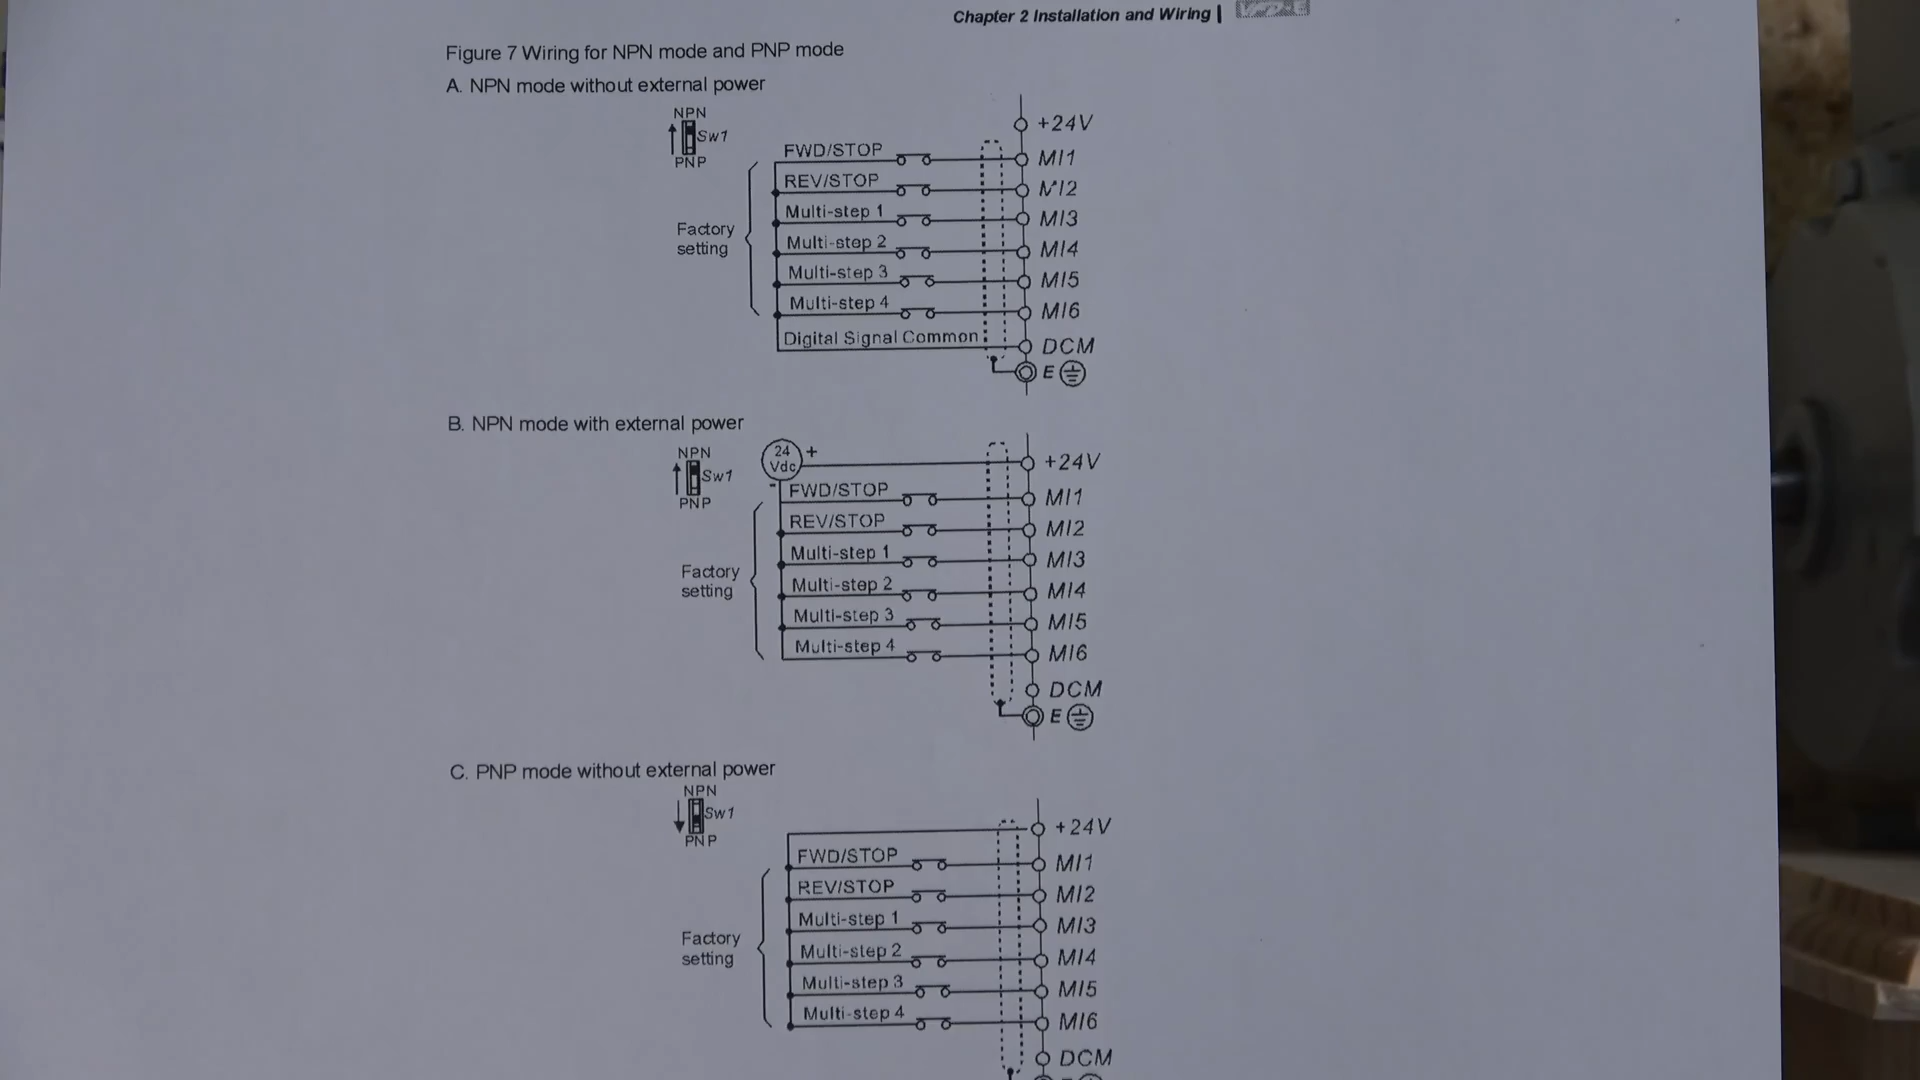 Chapter 2 Installation and Wiring | VFD-E
Figure 7 Wiring for NPN mode and PNP mode
A. NPN mode without external power
NPN
Sw1
PNP
Factory
setting
+24V
FWD/STOP MI1
REV/STOP MI2
Multi-step 1 MI3
Multi-step 2 MI4
Multi-step 3 MI5
Multi-step 4 MI6
Digital Signal Common DCM
E
B. NPN mode with external power
NPN
Sw1
PNP
Factory
setting
24
Vdc
+
-
+24V
FWD/STOP MI1
REV/STOP MI2
Multi-step 1 MI3
Multi-step 2 MI4
Multi-step 3 MI5
Multi-step 4 MI6
DCM
E
C. PNP mode without external power
NPN
Sw1
PNP
Factory
setting
+24V
FWD/STOP MI1
REV/STOP MI2
Multi-step 1 MI3
Multi-step 2 MI4
Multi-step 3 MI5
Multi-step 4 MI6
DCM